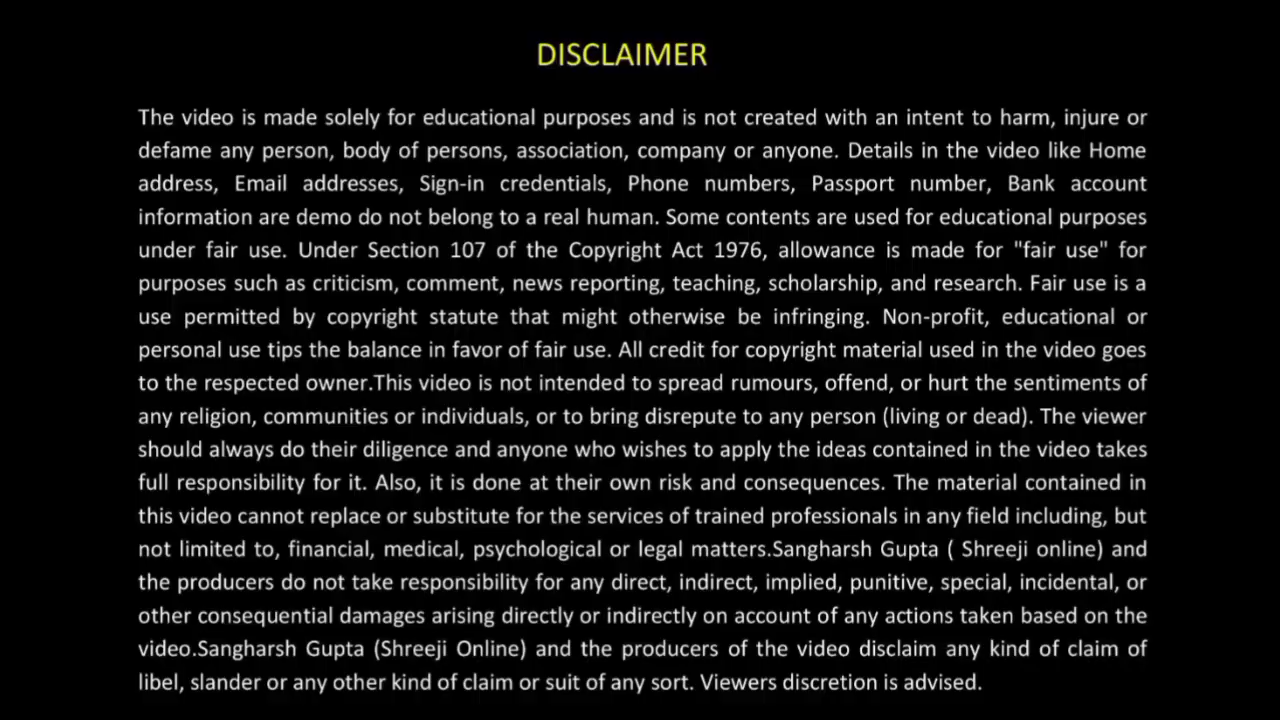 DISCLAIMER
The video is made solely for educational purposes and is not created with an intent to harm, injure or
defame any person, body of persons, association, company or anyone. Details in the video like Home
address, Email addresses, Sign-in credentials, Phone numbers, Passport number, Bank account
information are demo do not belong to a real human. Some contents are used for educational purposes
under fair use. Under Section 107 of the Copyright Act 1976, allowance is made for "fair use" for
purposes such as criticism, comment, news reporting, teaching, scholarship, and research. Fair use is a
use permitted by copyright statute that might otherwise be infringing. Non-profit, educational or
personal use tips the balance in favor of fair use. All credit for copyright material used in the video goes
to the respected owner.This video is not intended to spread rumours, offend, or hurt the sentiments of
any religion, communities or individuals, or to bring disrepute to any person (living or dead). The viewer
should always do their diligence and anyone who wishes to apply the ideas contained in the video takes
full responsibility for it. Also, it is done at their own risk and consequences. The material contained in
this video cannot replace or substitute for the services of trained professionals in any field including, but
not limited to, financial, medical, psychological or legal matters.Sangharsh Gupta ( Shreeji online) and
the producers do not take responsibility for any direct, indirect, implied, punitive, special, incidental, or
other consequential damages arising directly or indirectly on account of any actions taken based on the
video.Sangharsh Gupta (Shreeji Online) and the producers of the video disclaim any kind of claim of
libel, slander or any other kind of claim or suit of any sort. Viewers discretion is advised.